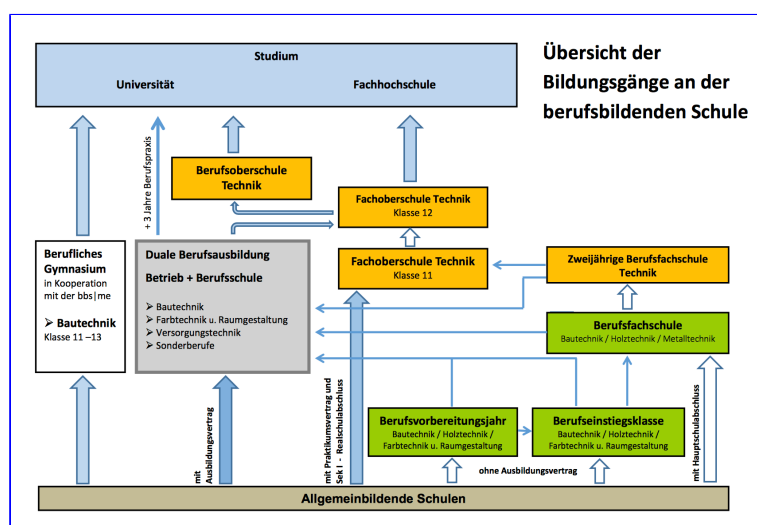 Übersicht der
Bildungsgänge an der
berufsbildenden Schule
Studium
Universität
Fachhochschule
+ 3 Jahre Berufspraxis
Berufsoberschule
Technik
Fachoberschule Technik
Klasse 12
Berufliches
Gymnasium
in Kooperation
mit der bbs|me
➢ Bautechnik
Klasse 11 –13
Duale Berufsausbildung
Betrieb + Berufsschule
➢ Bautechnik
➢ Farbtechnik u. Raumgestaltung
➢ Versorgungstechnik
➢ Sonderberufe
Fachoberschule Technik
Klasse 11
Zweijährige Berufsfachschule
Technik
Berufsfachschule
Bautechnik / Holztechnik / Metalltechnik
Berufsvorbereitungsjahr
Bautechnik / Holztechnik /
Farbtechnik u. Raumgestaltung
Berufseinstiegsklasse
Bautechnik / Holztechnik /
Farbtechnik u. Raumgestaltung
mit
Ausbildungsvertrag
mit Praktikumsvertrag und
Sek I - Realschulabschluss
ohne Ausbildungsvertrag
mit Hauptschulabschluss
Allgemeinbildende Schulen